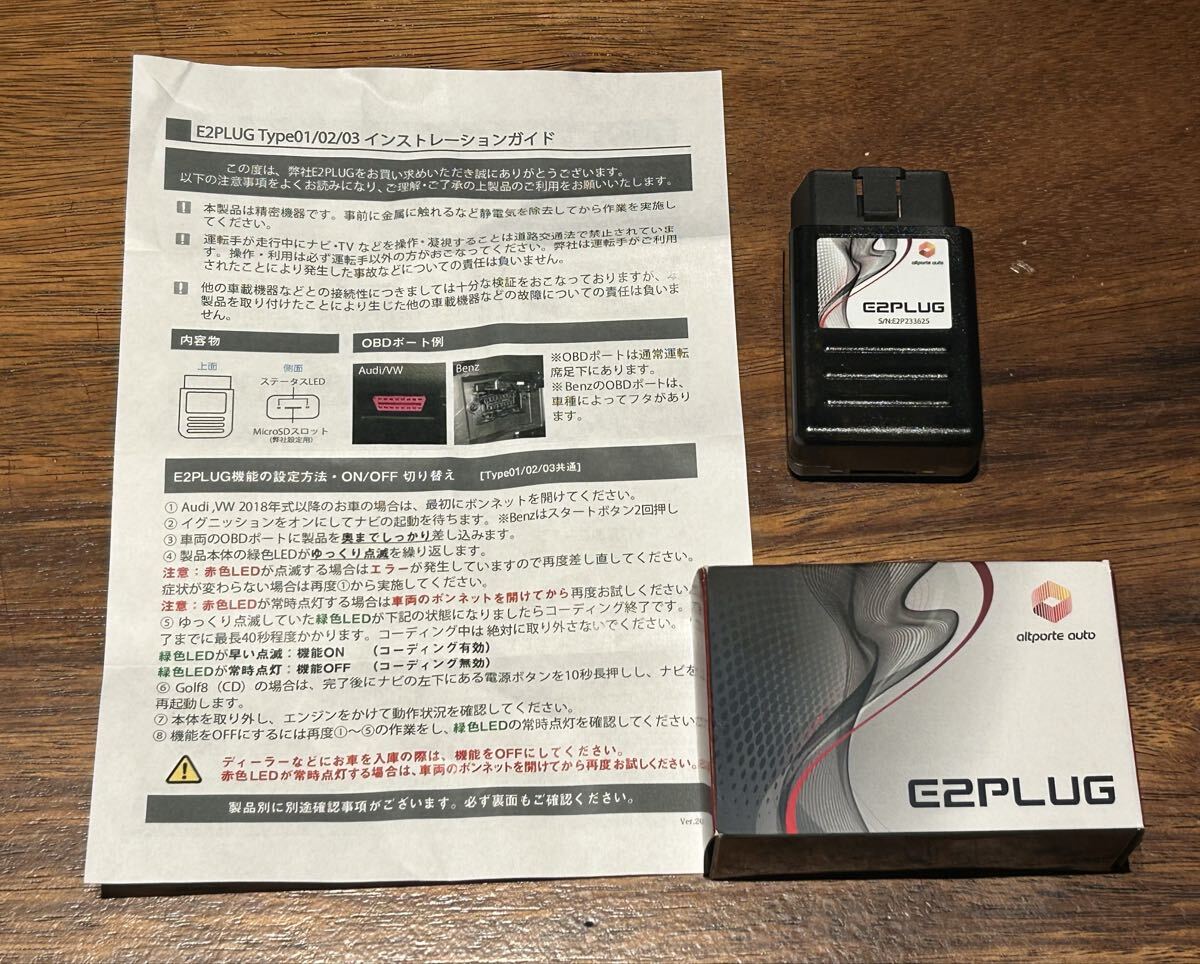 E2PLUG Type01/02/03 インストレーションガイド
この度は、弊社E2PLUGをお買い求めいただき誠にありがとうございます。
以下の注意事項をよくお読みになり、ご理解・ご了承の上製品のご利用をお願いいたします。
本製品は精密機器です。事前に金属に触れるなど静電気を除去してから作業を実施し
てください。
運転手が走行中にナビ・TV などを操作・凝視することは道路交通法で禁止されていま
す。操作・利用は必ず運転手以外の方がおこなってください。弊社は運転手がご利用
されたことにより発生した事故などについての責任は負いません。
他の車載機器などとの接続性につきましては十分な検証をおこなっておりますが、
製品を取り付けたことにより生じた他の車載機器などの故障についての責任は負いま
せん。
内容物
OBDポート例
上面
側面
ステータスLED
MicroSDスロット
(弊社設定用)
Audi/VW
Benz
※OBDポートは通常運転
席足下にあります。
※BenzのOBDポートは、
車種によってフタがあり
ます。
E2PLUG機能の設定方法・ON/OFF 切り替え [Type01/02/03共通]
① Audi ,VW 2018年式以降のお車の場合は、最初にボンネットを開けてください。
② イグニッションをオンにしてナビの起動を待ちます。※Benzはスタートボタン2回押し
③ 車両のOBDポートに製品を奥までしっかり差し込みます。
④ 製品本体の緑色LEDがゆっくり点滅を繰り返します。
注意：赤色LEDが点滅する場合はエラーが発生していますので再度差し直してください。
症状が変わらない場合は再度①から実施してください。
注意：赤色LEDが常時点灯する場合は車両のボンネットを開けてから再度お試しください。
⑤ ゆっくり点滅していた緑色LEDが下記の状態になりましたらコーディング終了です。
了までに最長40秒程度かかります。コーディング中は 絶対に取り外さないでください。
緑色LEDが早い点滅：機能ON （コーディング有効）
緑色LEDが常時点灯：機能OFF （コーディング無効）
⑥ Golf8（CD）の場合は、完了後にナビの左下にある電源ボタンを10秒長押しし、ナビを
再起動します。
⑦ 本体を取り外し、エンジンをかけて動作状況を確認してください。
⑧ 機能をOFFにするには再度①〜⑤の作業をし、緑色LEDの常時点灯を確認してください
ディーラーなどにお車を入庫の際は、機能をOFFにしてください。
赤色LEDが常時点灯する場合は、車両のボンネットを開けてから再度お試しください。
製品別に別途確認事項がございます。必ず裏面もご確認ください。
Ver.20
altporte auto
E2PLUG
S/N:E2P233625
altporte auto
E2PLUG